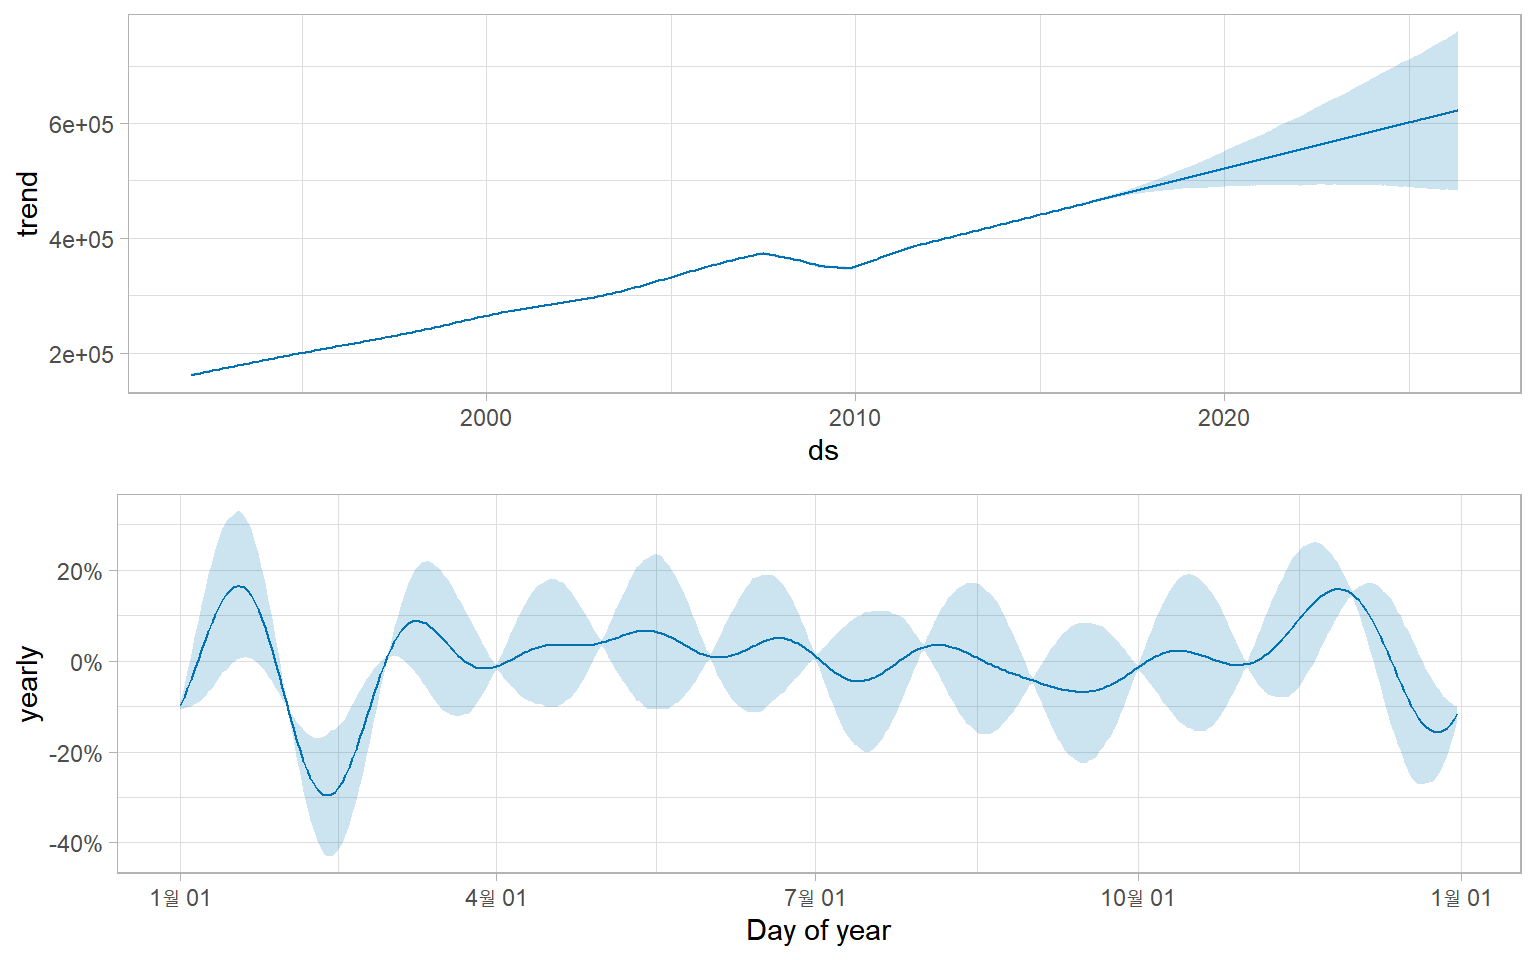 trend
6e+05
4e+05
2e+05
2000 2010 2020
ds
yearly
20%
0%
-20%
-40%
1월 01 4월 01 7월 01 10월 01 1월 01
Day of year